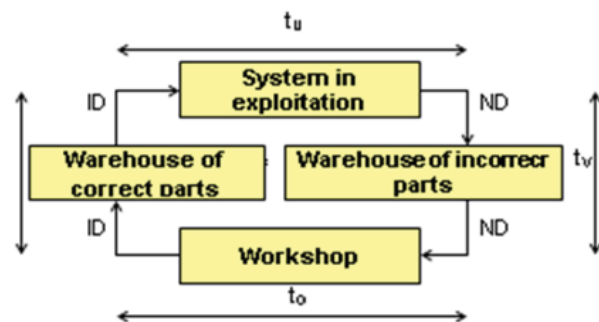 tu
System in
exploitation
ID
ND
Warehouse of
correct parts
Warehouse of incorrecr
parts
tv
ID
ND
Workshop
to